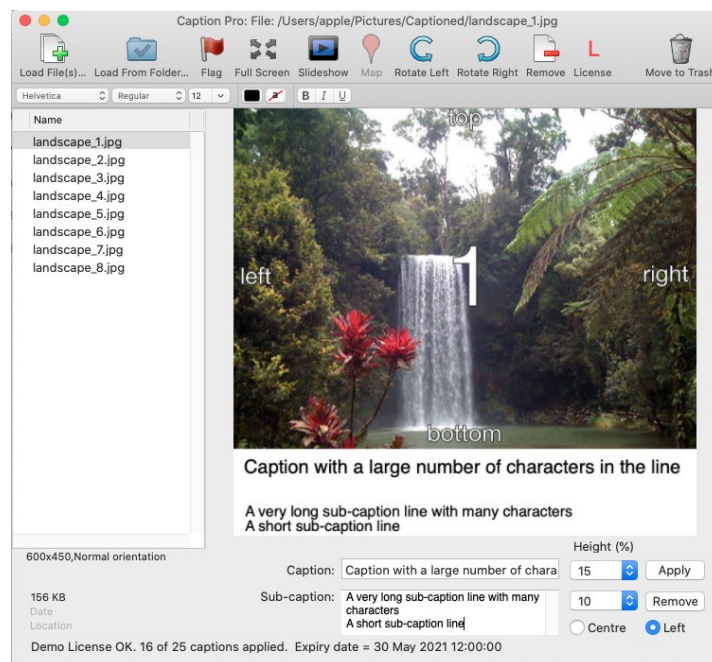 Caption Pro: File: /Users/apple/Pictures/Captioned/landscape_1.jpg
Load File(s)... Load From Folder... Flag Full Screen Slideshow Map Rotate Left Rotate Right Remove License Move to Trash
L
Helvetica Regular 12 B I U
Name
landscape_1.jpg
landscape_2.jpg
landscape_3.jpg
landscape_4.jpg
landscape_5.jpg
landscape_6.jpg
landscape_7.jpg
landscape_8.jpg
top
left 1 right
bottom
Caption with a large number of characters in the line
A very long sub-caption line with many characters
A short sub-caption line
600x450,Normal orientation
Height (%)
Caption: Caption with a large number of chara 15 Apply
156 KB
Date
Location
Sub-caption: A very long sub-caption line with many
characters
A short sub-caption line
10 Remove
Centre Left
Demo License OK. 16 of 25 captions applied. Expiry date = 30 May 2021 12:00:00